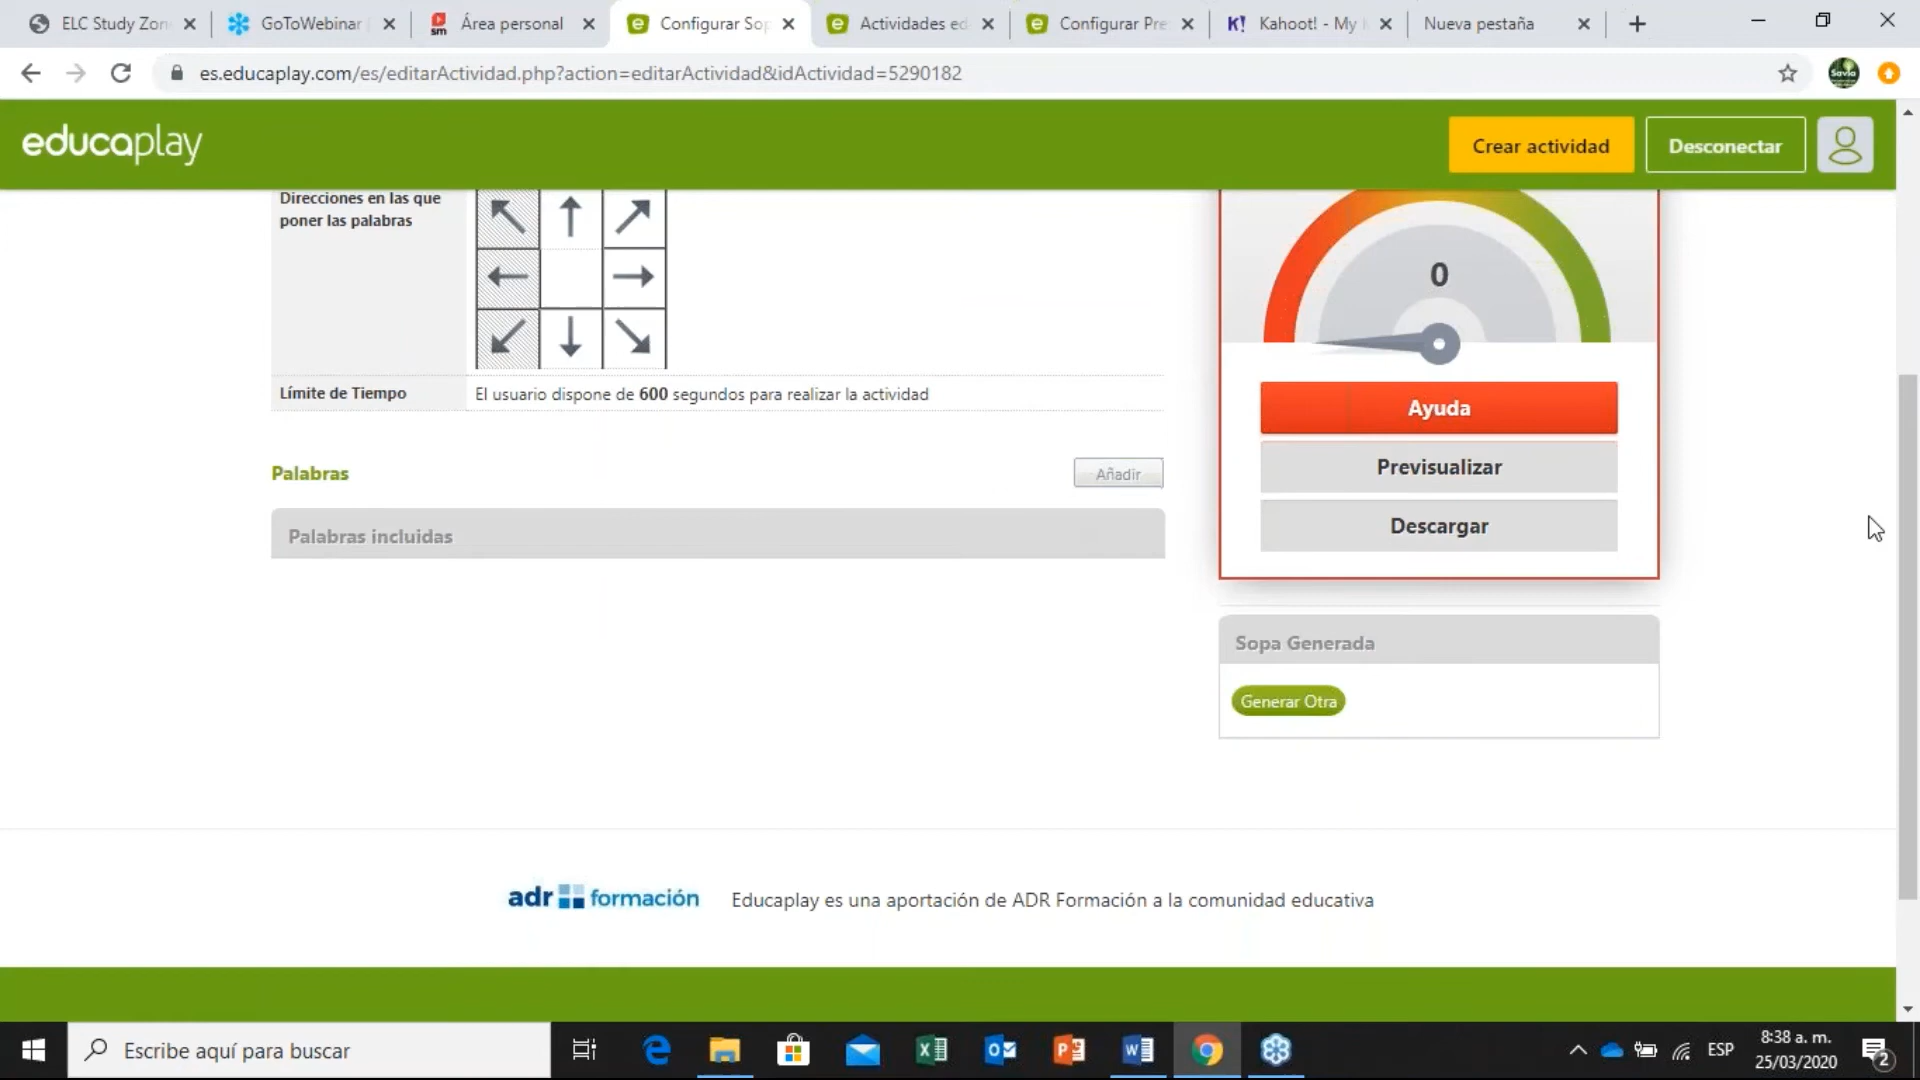 ELC Study Zon
GoToWebinar
Área personal
Configurar Sop
Actividades ed
Configurar Pre
Kahoot! - My
Nueva pestaña
es.educaplay.com/es/editarActividad.php?action=editarActividad&idActividad=5290182
educaplay
Crear actividad
Desconectar
Direcciones en las que
poner las palabras
0
Límite de Tiempo
El usuario dispone de 600 segundos para realizar la actividad
Ayuda
Previsualizar
Descargar
Palabras
Añadir
Palabras incluidas
Sopa Generada
Generar Otra
adr formación
Educaplay es una aportación de ADR Formación a la comunidad educativa
Escribe aquí para buscar
ESP
8:38 a. m.
25/03/2020
2